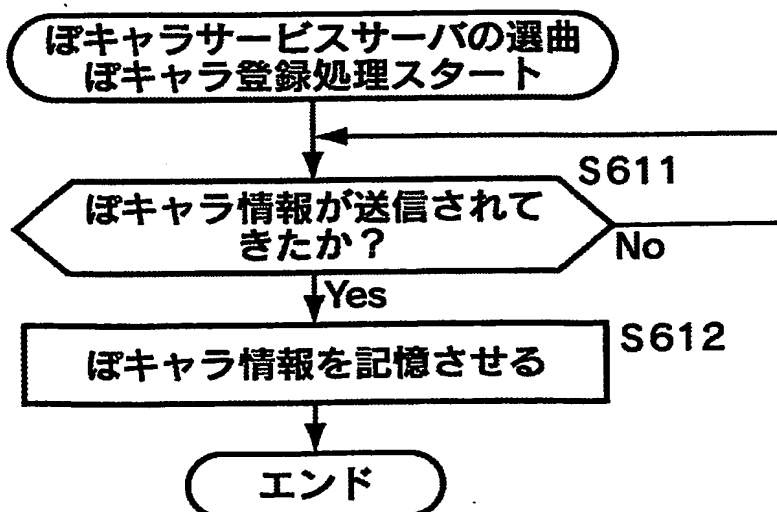 ぽキャラサービスサーバの選曲
ぽキャラ登録処理スタート
S611
ぽキャラ情報が送信されて
きたか？
No
Yes
S612
ぽキャラ情報を記憶させる
エンド